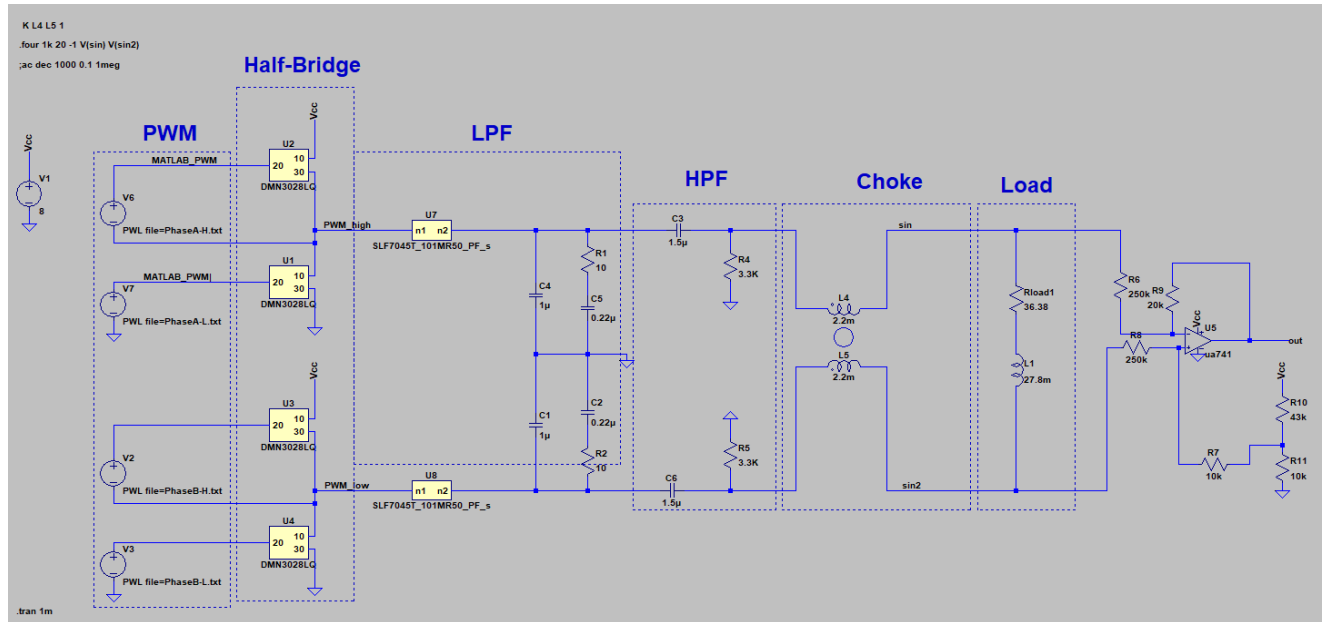 K L4 L5 1
.four 1k 20 -1 V(sin) V(sin2)
;ac dec 1000 0.1 1meg
Half-Bridge
PWM
LPF
HPF
Choke
Load
Vcc
V1
8
MATLAB_PWM
V6
PWL file=PhaseA-H.txt
MATLAB_PWM|
V7
PWL file=PhaseA-L.txt
V2
PWL file=PhaseB-H.txt
V3
PWL file=PhaseB-L.txt
Vcc
U2
20
10
30
DMN3028LQ
U1
20
10
30
DMN3028LQ
Vcc
U3
20
10
30
DMN3028LQ
U4
20
10
30
DMN3028LQ
PWM_high
U7
n1 n2
SLF7045T_101MR50_PF_s
PWM_low
U8
n1 n2
SLF7045T_101MR50_PF_s
C4
1µ
R1
10
C5
0.22µ
C1
1µ
C2
0.22µ
R2
10
C3
1.5µ
R4
3.3K
R5
3.3K
C6
1.5µ
L4
2.2m
L5
2.2m
sin
sin2
Rload1
36.38
L1
27.8m
R6
250k
R9
20k
R8
250k
Vcc
U5
ua741
out
Vcc
R10
43k
R7
10k
R11
10k
.tran 1m